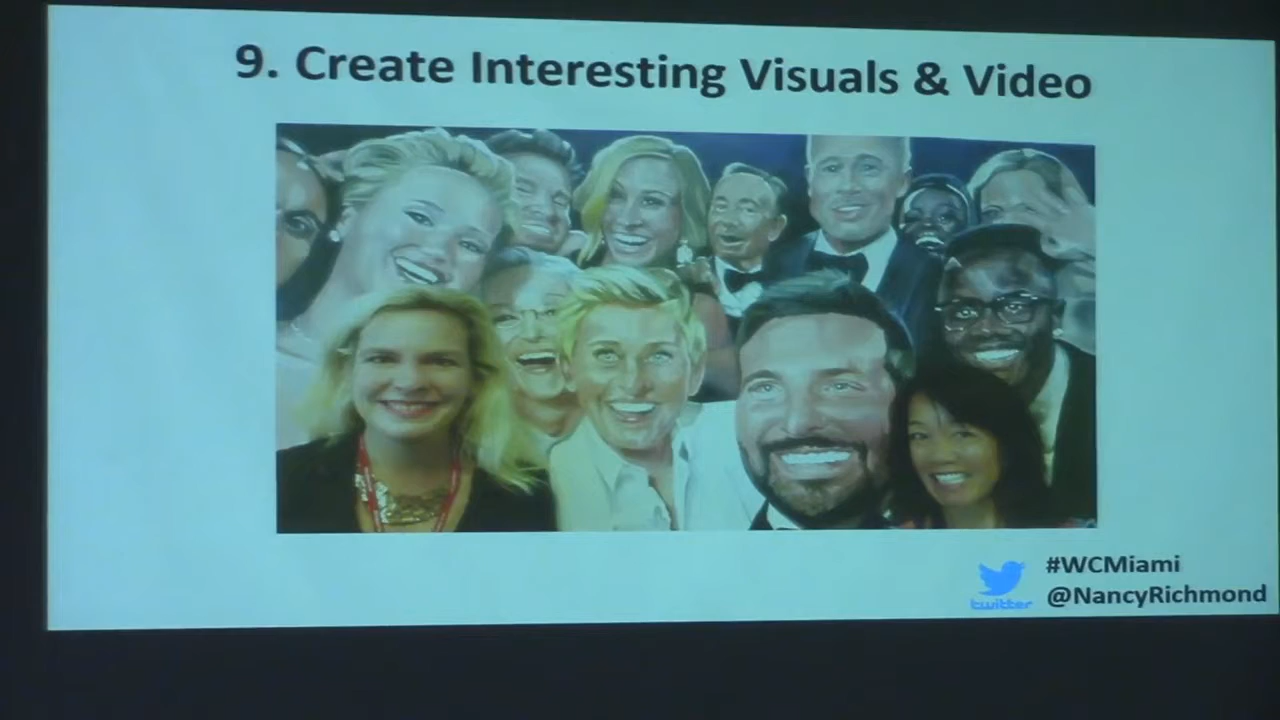 9. Create Interesting Visuals & Video
#WCMiami
twitter
@NancyRichmond